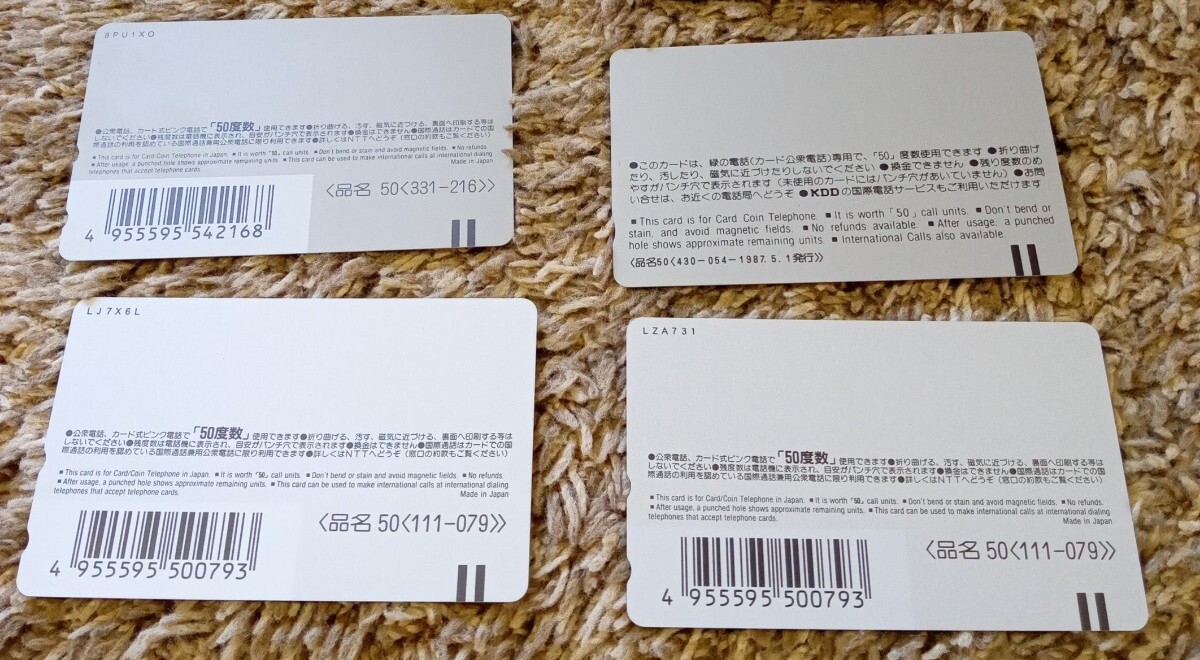 8PU1XO
●公衆電話、カード式ピンク電話で「50度数」使用できます●折り曲げる、汚す、磁気に近づける、裏面へ印刷する等は
しないでください●残度数は電話機に表示され、目安がパンチ穴で表示されます●換金はできません●国際通話はカードでの国
際通話の利用を認めている国際通話兼用公衆電話に限り利用できます●詳しくはNTTへどうぞ（窓口の約款もご覧ください）
■This card is for Card/Coin Telephone in Japan. ■It is worth「50」call units. ■Don't bend or stain and avoid magnetic fields. ■No refunds.
■After usage, a punched hole shows approximate remaining units. ■This card can be used to make international calls at international dialing
telephones that accept telephone cards. Made in Japan
〈品名 50〈331-216〉〉
4 955595 542168
●このカードは、緑の電話(カード公衆電話)専用で、「50」度数使用できます ●折り曲げ
たり、汚したり、磁気に近づけたりしないでください ●換金できません ●残り度数のめ
やすがパンチ穴で表示されます（未使用のカードにはパンチ穴があいていません）●お問
い合せは、お近くの電話局へどうぞ ●KDDの国際電話サービスもご利用いただけます
■This card is for Card Coin Telephone. ■It is worth「50」call units. ■Don't bend or
stain, and avoid magnetic fields. ■No refunds available. ■After usage, a punched
hole shows approximate remaining units. ■International Calls also available.
〈品名50〈430-054-1987.5.1発行〉〉
LJ7X6L
●公衆電話、カード式ピンク電話で「50度数」使用できます●折り曲げる、汚す、磁気に近づける、裏面へ印刷する等は
しないでください●残度数は電話機に表示され、目安がパンチ穴で表示されます●換金はできません●国際通話はカードでの国
際通話の利用を認めている国際通話兼用公衆電話に限り利用できます●詳しくはNTTへどうぞ（窓口の約款もご覧ください）
■This card is for Card/Coin Telephone in Japan. ■It is worth「50」call units. ■Don't bend or stain and avoid magnetic fields. ■No refunds.
■After usage, a punched hole shows approximate remaining units. ■This card can be used to make international calls at international dialing
telephones that accept telephone cards. Made in Japan
〈品名 50〈111-079〉〉
4 955595 500793
LZA731
●公衆電話、カード式ピンク電話で「50度数」使用できます●折り曲げる、汚す、磁気に近づける、裏面へ印刷する等は
しないでください●残度数は電話機に表示され、目安がパンチ穴で表示されます●換金はできません●国際通話はカードでの国
際通話の利用を認めている国際通話兼用公衆電話に限り利用できます●詳しくはNTTへどうぞ（窓口の約款もご覧ください）
■This card is for Card/Coin Telephone in Japan. ■It is worth「50」call units. ■Don't bend or stain and avoid magnetic fields. ■No refunds.
■After usage, a punched hole shows approximate remaining units. ■This card can be used to make international calls at international dialing
telephones that accept telephone cards. Made in Japan
〈品名 50〈111-079〉〉
4 955595 500793